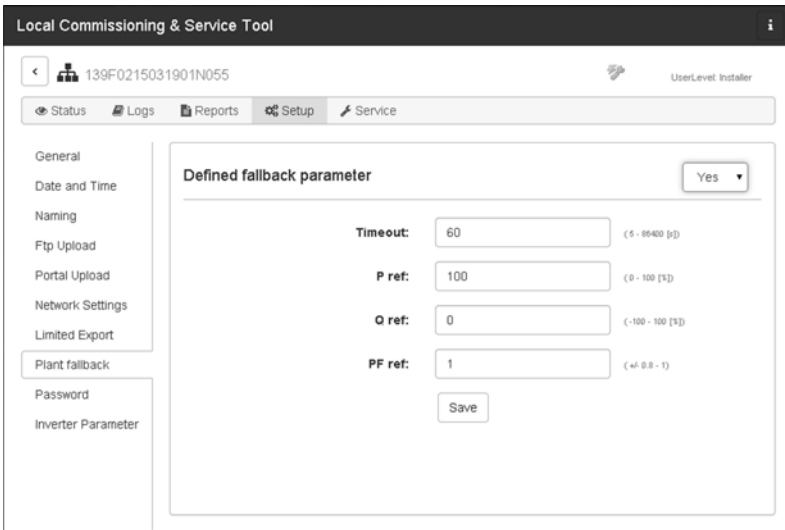 Local Commissioning & Service Tool
i
139F0215031901N055
UserLevel: Installer
Status Logs Reports Setup Service
General
Date and Time
Naming
Ftp Upload
Portal Upload
Network Settings
Limited Export
Plant fallback
Password
Inverter Parameter
Defined fallback parameter
Yes
Timeout: 60 ( 5 - 86400 [s])
P ref: 100 ( 0 - 100 [%])
Q ref: 0 ( -100 - 100 [%])
PF ref: 1 ( +/- 0.8 - 1)
Save